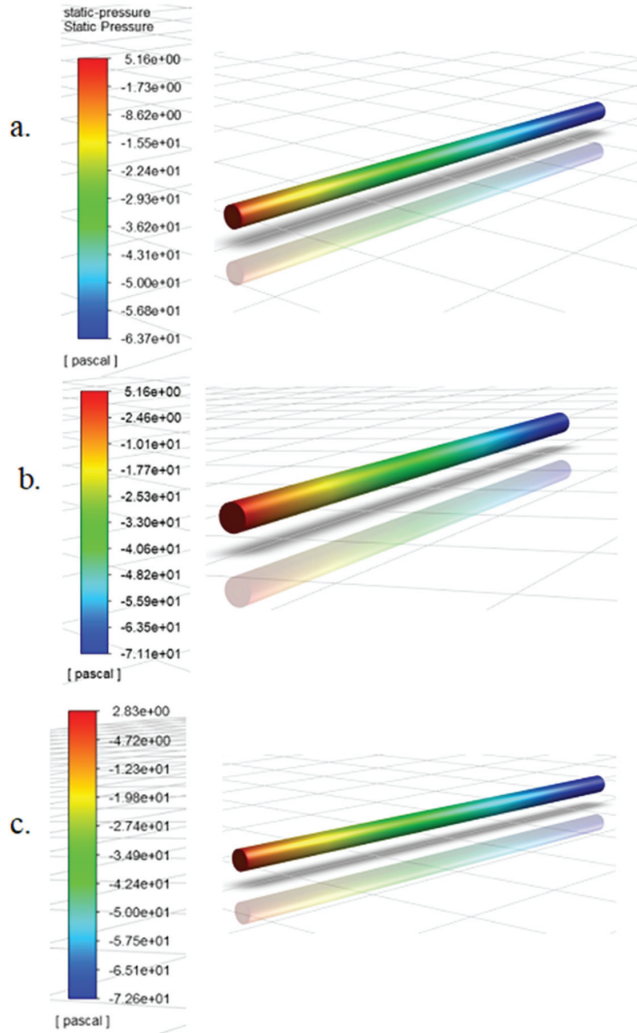 static-pressure
Static Pressure
a.
5.16e+00
-1.73e+00
-8.62e+00
-1.55e+01
-2.24e+01
-2.93e+01
-3.62e+01
-4.31e+01
-5.00e+01
-5.68e+01
-6.37e+01
[ pascal ]
b.
5.16e+00
-2.46e+00
-1.01e+01
-1.77e+01
-2.53e+01
-3.30e+01
-4.06e+01
-4.82e+01
-5.59e+01
-6.35e+01
-7.11e+01
[ pascal ]
c.
2.83e+00
-4.72e+00
-1.23e+01
-1.98e+01
-2.74e+01
-3.49e+01
-4.24e+01
-5.00e+01
-5.75e+01
-6.51e+01
-7.26e+01
[ pascal ]